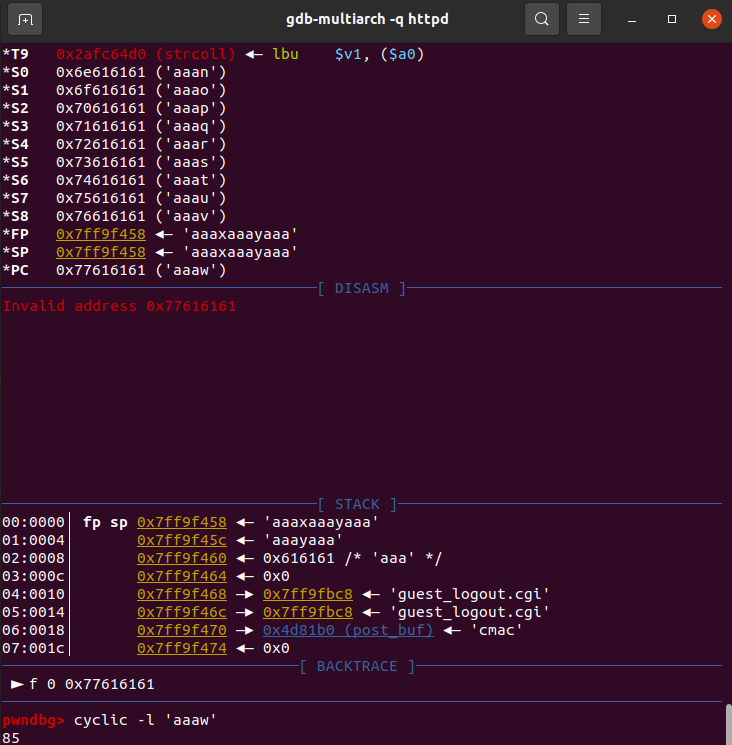 gdb-multiarch -q httpd
*T9 0x2afc64d0 (strcoll) ◂— lbu $v1, ($a0)
*S0 0x6e616161 ('aaan')
*S1 0x6f616161 ('aaao')
*S2 0x70616161 ('aaap')
*S3 0x71616161 ('aaaq')
*S4 0x72616161 ('aaar')
*S5 0x73616161 ('aaas')
*S6 0x74616161 ('aaat')
*S7 0x75616161 ('aaau')
*S8 0x76616161 ('aaav')
*FP 0x7ff9f458 ◂— 'aaaxaaayaaa'
*SP 0x7ff9f458 ◂— 'aaaxaaayaaa'
*PC 0x77616161 ('aaaw')
[ DISASM ]
Invalid address 0x77616161
[ STACK ]
00:0000│ fp sp 0x7ff9f458 ◂— 'aaaxaaayaaa'
01:0004│ 0x7ff9f45c ◂— 'aaayaaa'
02:0008│ 0x7ff9f460 ◂— 0x616161 /* 'aaa' */
03:000c│ 0x7ff9f464 ◂— 0x0
04:0010│ 0x7ff9f468 —▸ 0x7ff9fbc8 ◂— 'guest_logout.cgi'
05:0014│ 0x7ff9f46c —▸ 0x7ff9fbc8 ◂— 'guest_logout.cgi'
06:0018│ 0x7ff9f470 —▸ 0x4d81b0 (post_buf) ◂— 'cmac'
07:001c│ 0x7ff9f474 ◂— 0x0
[ BACKTRACE ]
► f 0 0x77616161
pwndbg> cyclic -l 'aaaw'
85